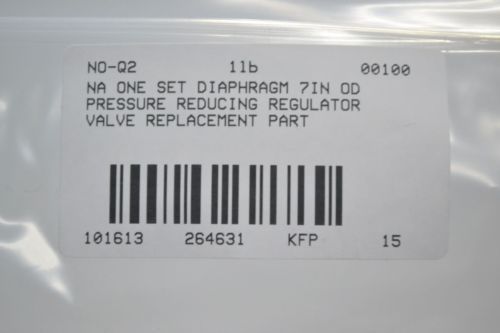 NO-Q2 11b 00100
NA ONE SET DIAPHRAGM 7IN OD
PRESSURE REDUCING REGULATOR
VALVE REPLACEMENT PART
101613 264631 KFP 15